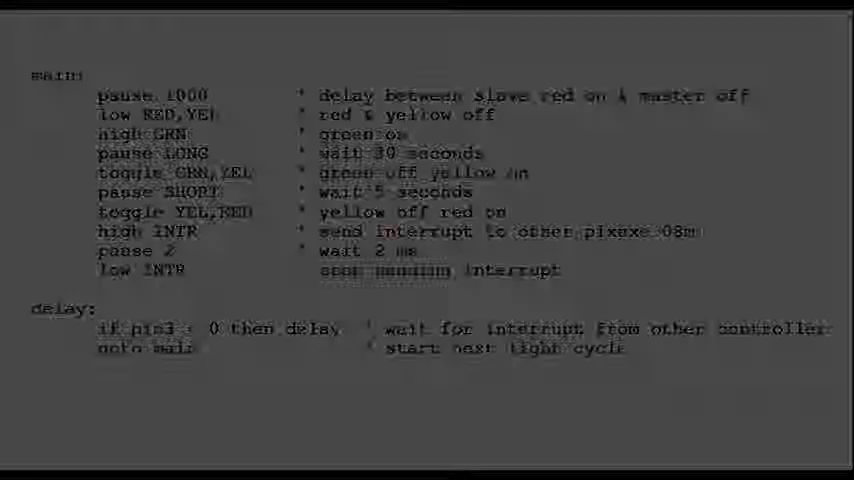 main:
pause 1000 ' delay between slave red on & master off
low RED,YEL ' red & yellow off
high GRN ' green on
pause LONG ' wait 30 seconds
toggle GRN,YEL ' green off yellow on
pause SHORT ' wait 5 seconds
toggle YEL,RED ' yellow off red on
high INTR ' send interrupt to other pixaxe 08m
pause 2 ' wait 2 ms
low INTR stop sending interrupt
delay:
if pin3 = 0 then delay ' wait for interrupt from other controller
goto main ' start next light cycle